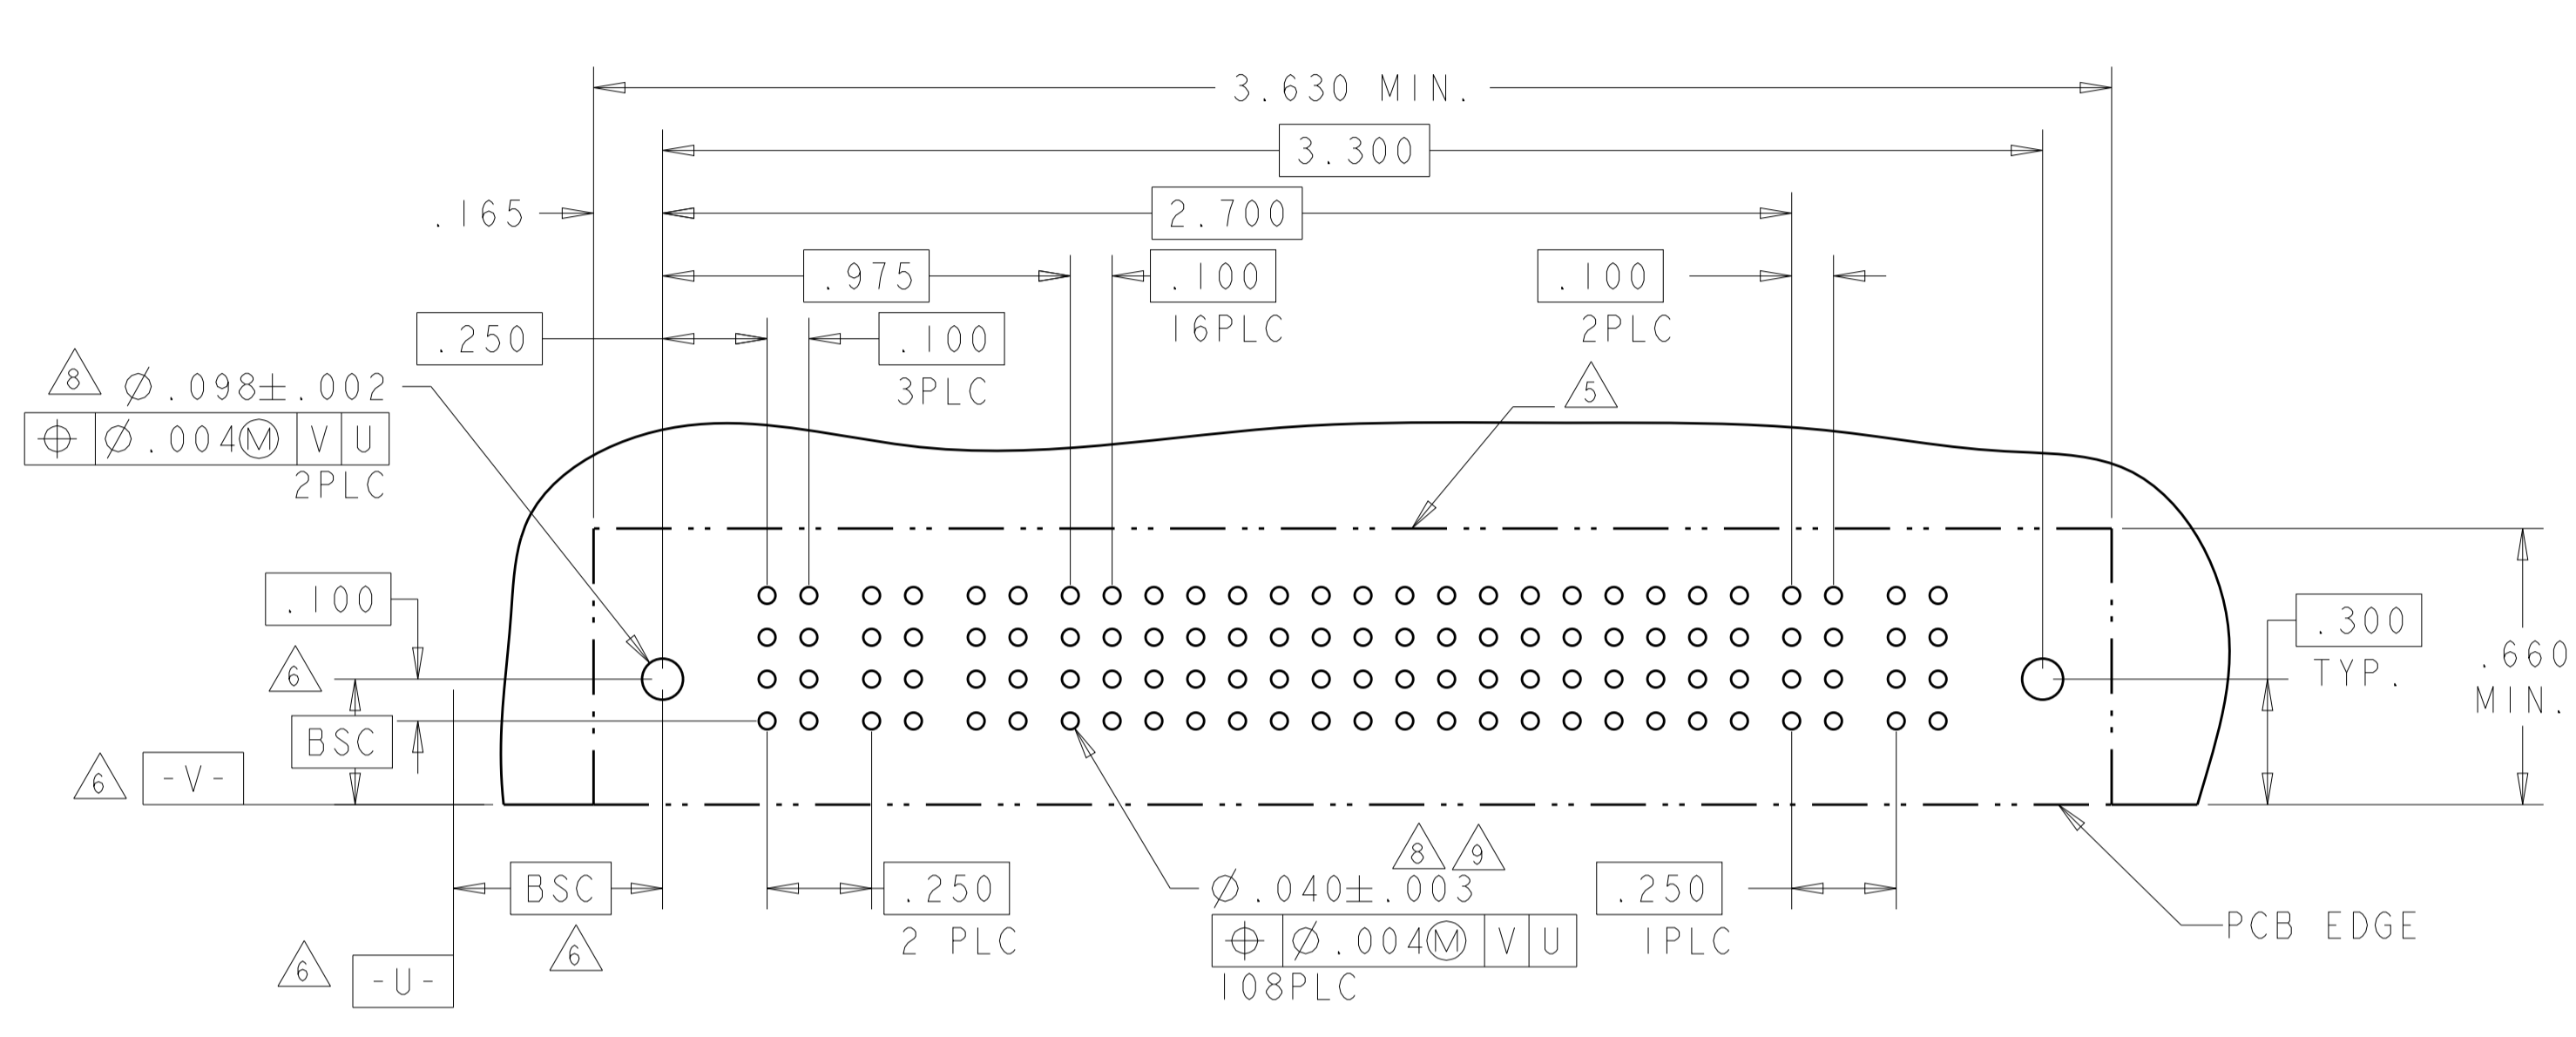 3.630 MIN.
3.300
.165
2.700
.975
.100
16PLC
.100
2PLC
.250
.100
3PLC
8 Ø.098±.002
⌖ Ø.004Ⓜ V U
2PLC
5
.100
6
BSC
6 -V-
.300
TYP.
.660
MIN.
BSC
6
6 -U-
.250
2 PLC
8 9
Ø.040±.003
⌖ Ø.004Ⓜ V U
108PLC
.250
1PLC
PCB EDGE